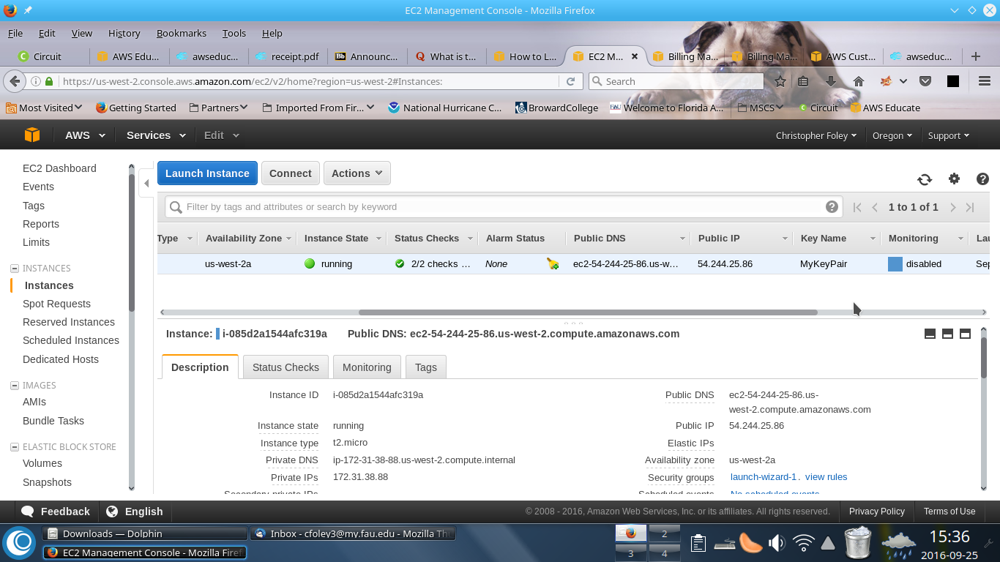 EC2 Management Console - Mozilla Firefox
File Edit View History Bookmarks Tools Help
Circuit AWS Edu... awseduc... receipt.pdf Bb Announc... Q What is t... How to L... EC2 M... Billing Ma... Billing Ma... AWS Cust... awseduc...
https://us-west-2.console.aws.amazon.com/ec2/v2/home?region=us-west-2#Instances: Search
Most Visited Getting Started Partners Imported From Fir... National Hurricane C... BrowardCollege FAU Welcome to Florida A... MSCS Circuit AWS Educate
AWS Services Edit Christopher Foley Oregon Support
EC2 Dashboard
Events
Tags
Reports
Limits
INSTANCES
Instances
Spot Requests
Reserved Instances
Scheduled Instances
Dedicated Hosts
IMAGES
AMIs
Bundle Tasks
ELASTIC BLOCK STORE
Volumes
Snapshots
Launch Instance Connect Actions
Filter by tags and attributes or search by keyword 1 to 1 of 1
Type Availability Zone Instance State Status Checks Alarm Status Public DNS Public IP Key Name Monitoring Lau
us-west-2a running 2/2 checks ... None ec2-54-244-25-86.us-w... 54.244.25.86 MyKeyPair disabled Sep
Instance: i-085d2a1544afc319a Public DNS: ec2-54-244-25-86.us-west-2.compute.amazonaws.com
Description Status Checks Monitoring Tags
Instance ID i-085d2a1544afc319a Public DNS ec2-54-244-25-86.us-
west-2.compute.amazonaws.com
Instance state running Public IP 54.244.25.86
Instance type t2.micro Elastic IPs
Private DNS ip-172-31-38-88.us-west-2.compute.internal Availability zone us-west-2a
Private IPs 172.31.38.88 Security groups launch-wizard-1. view rules
Secondary private IPs Scheduled events No scheduled events
Feedback English © 2008 - 2016, Amazon Web Services, Inc. or its affiliates. All rights reserved. Privacy Policy Terms of Use
Downloads — Dolphin Inbox - cfoley3@my.fau.edu - Mozilla Th
EC2 Management Console - Mozilla Firef
2
3 4
15:36
2016-09-25